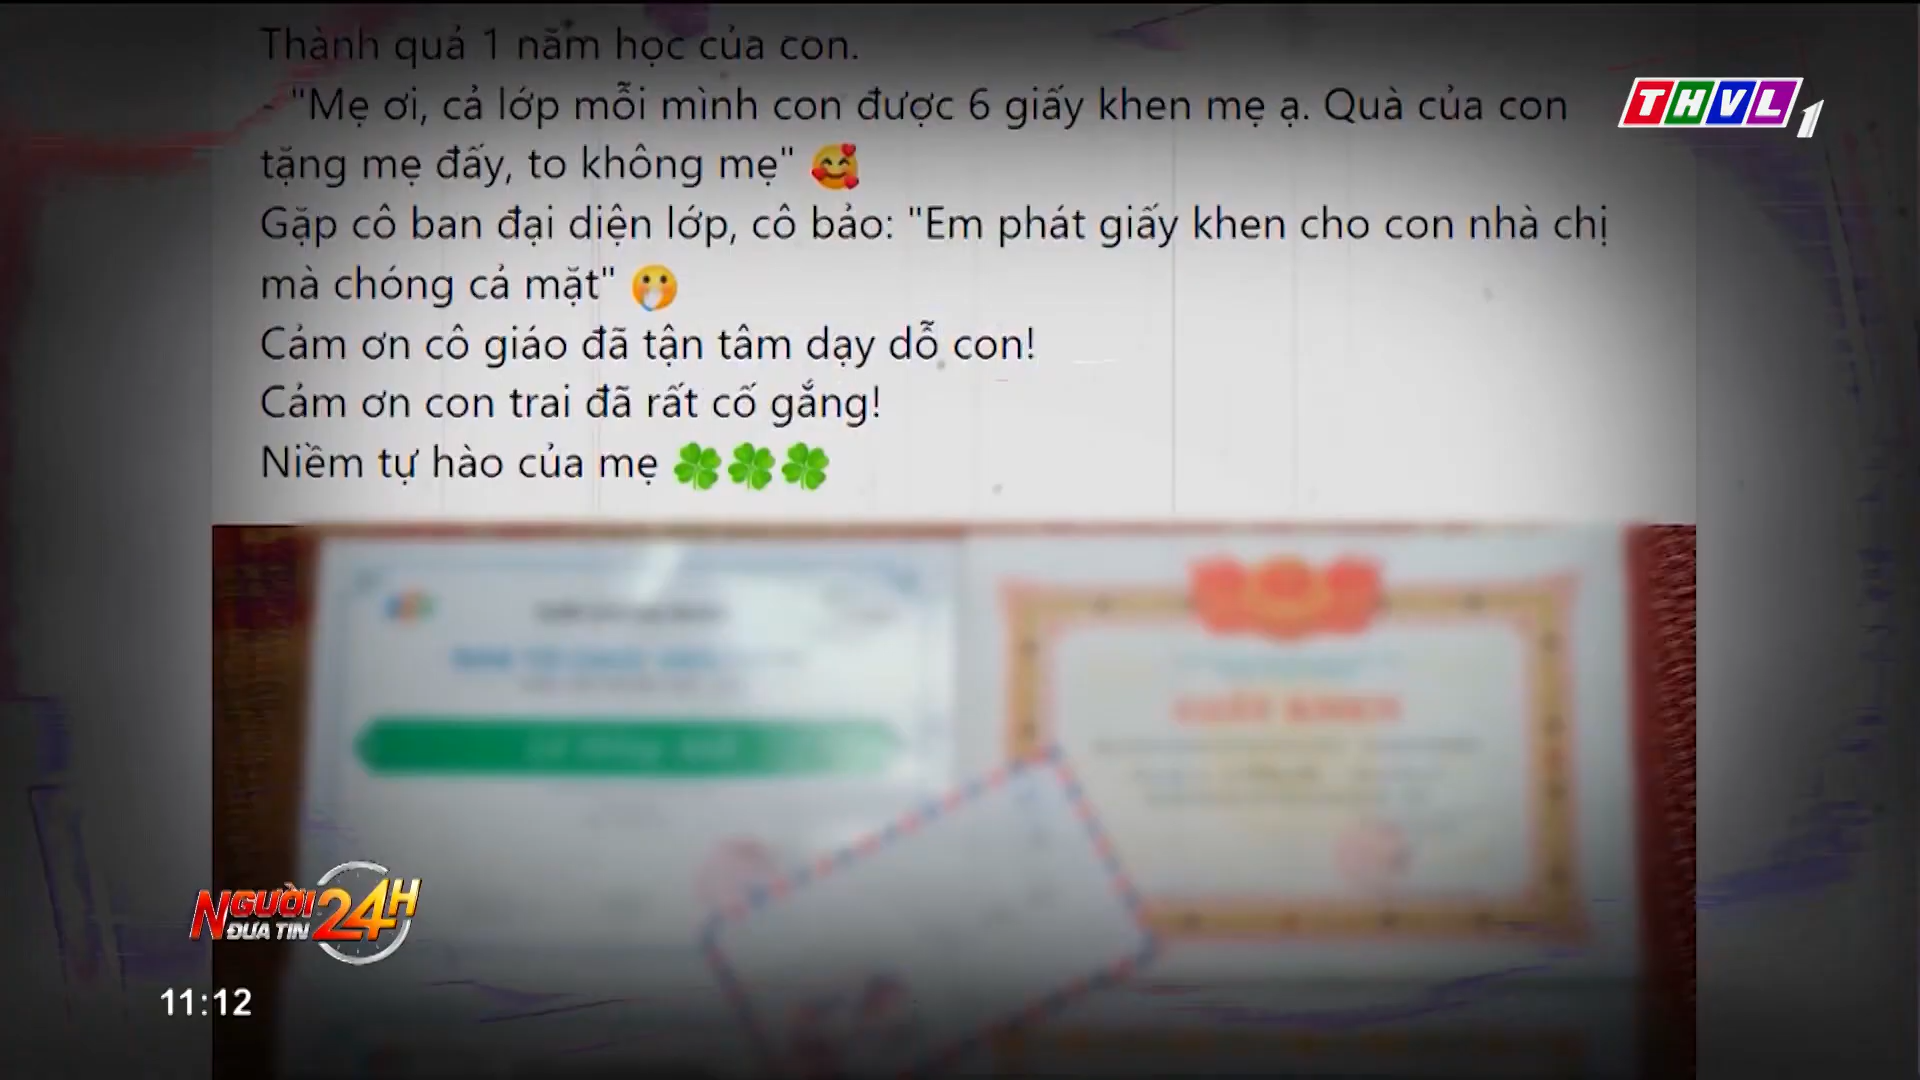 Thành quả 1 năm học của con.
- "Mẹ ơi, cả lớp mỗi mình con được 6 giấy khen mẹ ạ. Quà của con
tặng mẹ đấy, to không mẹ" 🥰
Gặp cô ban đại diện lớp, cô bảo: "Em phát giấy khen cho con nhà chị
mà chóng cả mặt" 🫢
Cảm ơn cô giáo đã tận tâm dạy dỗ con!
Cảm ơn con trai đã rất cố gắng!
Niềm tự hào của mẹ 🍀🍀🍀
THVL1
GIẤY KHEN
NGƯỜI
ĐƯA TIN 24H
11:12